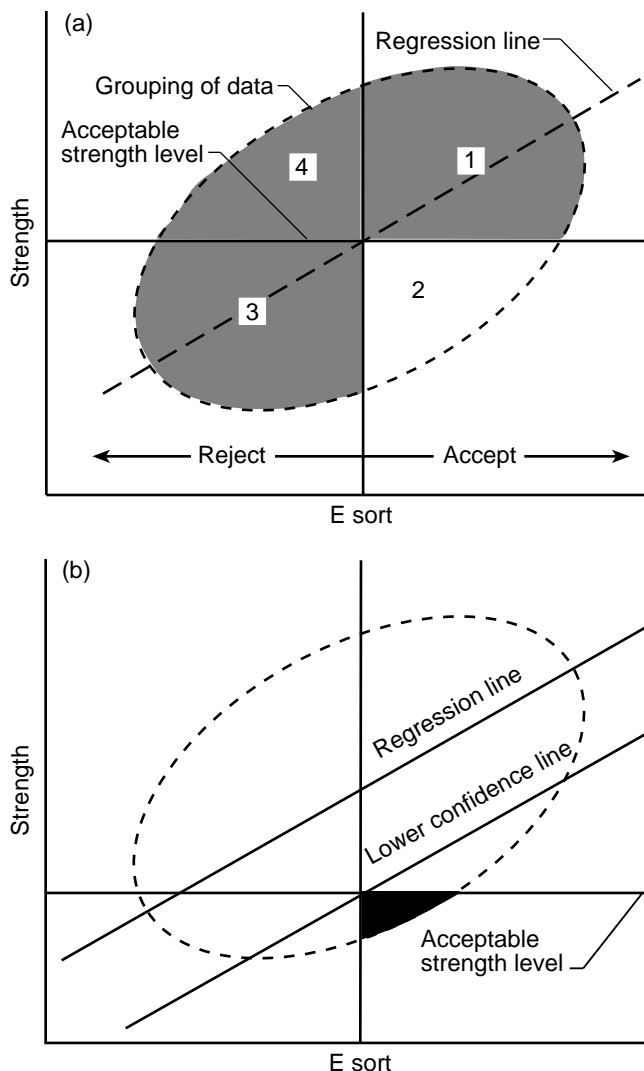 (a)
Regression line
Grouping of data
Acceptable
strength level
4
1
Strength
2
3
Reject
Accept
E sort
(b)
Regression line
Lower confidence line
Strength
Acceptable
strength level
E sort